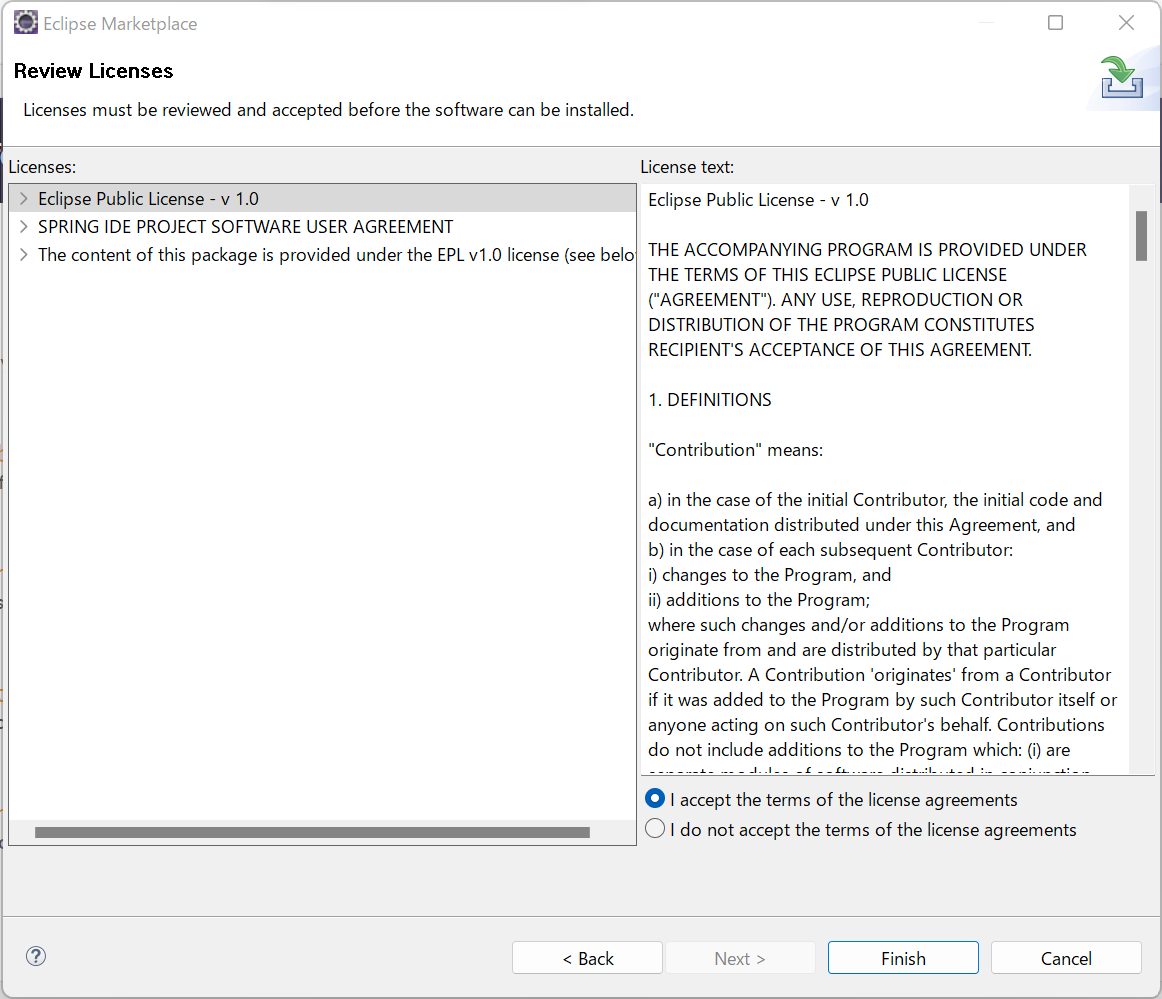 Eclipse Marketplace
Review Licenses
Licenses must be reviewed and accepted before the software can be installed.
Licenses:
Eclipse Public License - v 1.0
SPRING IDE PROJECT SOFTWARE USER AGREEMENT
The content of this package is provided under the EPL v1.0 license (see belo
License text:
Eclipse Public License - v 1.0
THE ACCOMPANYING PROGRAM IS PROVIDED UNDER
THE TERMS OF THIS ECLIPSE PUBLIC LICENSE
("AGREEMENT"). ANY USE, REPRODUCTION OR
DISTRIBUTION OF THE PROGRAM CONSTITUTES
RECIPIENT'S ACCEPTANCE OF THIS AGREEMENT.
1. DEFINITIONS
"Contribution" means:
a) in the case of the initial Contributor, the initial code and
documentation distributed under this Agreement, and
b) in the case of each subsequent Contributor:
i) changes to the Program, and
ii) additions to the Program;
where such changes and/or additions to the Program
originate from and are distributed by that particular
Contributor. A Contribution 'originates' from a Contributor
if it was added to the Program by such Contributor itself or
anyone acting on such Contributor's behalf. Contributions
do not include additions to the Program which: (i) are
separate modules of software distributed in conjunction
I accept the terms of the license agreements
I do not accept the terms of the license agreements
< Back
Next >
Finish
Cancel